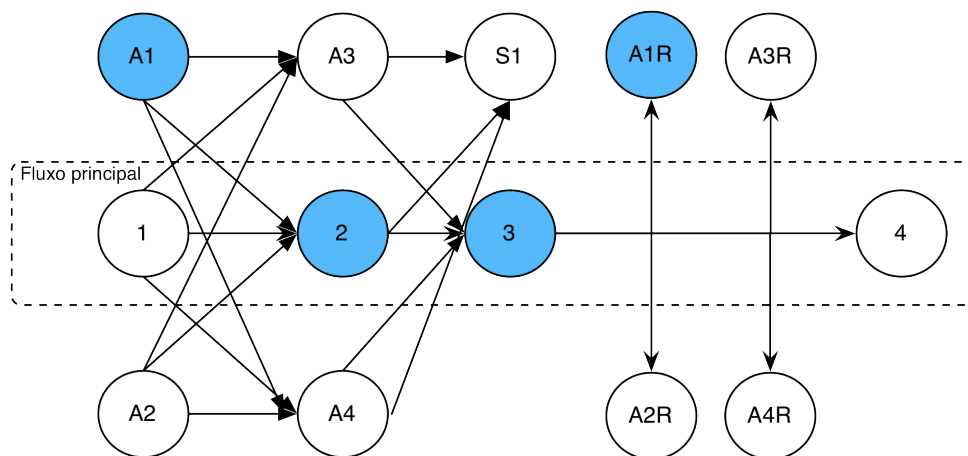 A1
A3
S1
A1R
A3R
Fluxo principal
1
2
3
4
A2
A4
A2R
A4R